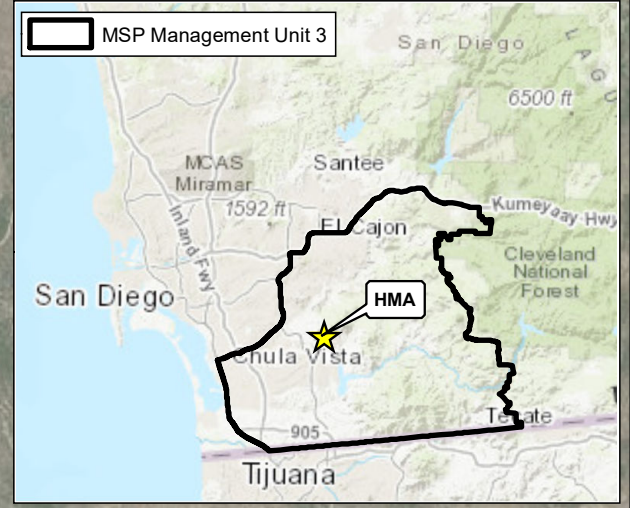 MSP Management Unit 3
San Diego
LAGU
6500 ft
MCAS
Miramar
Santee
1592 ft
El Cajon
Kumeyaay Hwy
Inland Fwy
Cleveland
National
Forest
San Diego
HMA
Chula Vista
Tecate
905
Tijuana